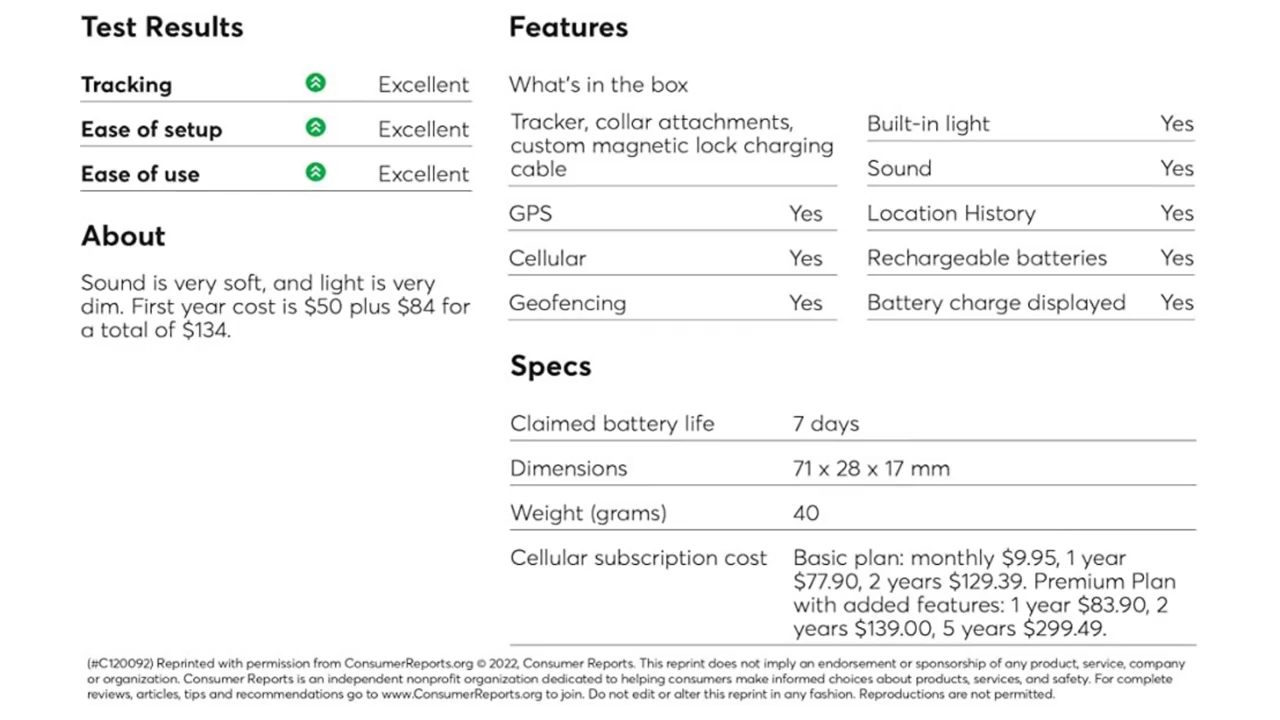 Test Results
Tracking Excellent
Ease of setup Excellent
Ease of use Excellent
About
Sound is very soft, and light is very
dim. First year cost is $50 plus $84 for
a total of $134.
Features
What's in the box
Tracker, collar attachments,
custom magnetic lock charging
cable
GPS Yes
Cellular Yes
Geofencing Yes
Built-in light Yes
Sound Yes
Location History Yes
Rechargeable batteries Yes
Battery charge displayed Yes
Specs
Claimed battery life 7 days
Dimensions 71 x 28 x 17 mm
Weight (grams) 40
Cellular subscription cost Basic plan: monthly $9.95, 1 year
$77.90, 2 years $129.39. Premium Plan
with added features: 1 year $83.90, 2
years $139.00, 5 years $299.49.
(#C120092) Reprinted with permission from ConsumerReports.org © 2022, Consumer Reports. This reprint does not imply an endorsement or sponsorship of any product, service, company
or organization. Consumer Reports is an independent nonprofit organization dedicated to helping consumers make informed choices about products, services, and safety. For complete
reviews, articles, tips and recommendations go to www.ConsumerReports.org to join. Do not edit or alter this reprint in any fashion. Reproductions are not permitted.